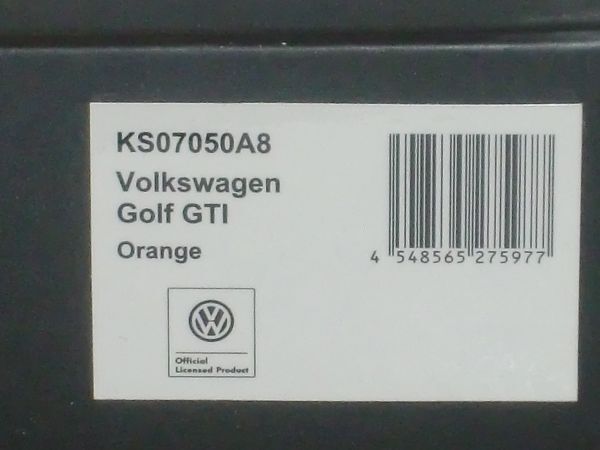 KS07050A8
Volkswagen
Golf GTI
Orange
4 548565 275977
Official
Licensed Product